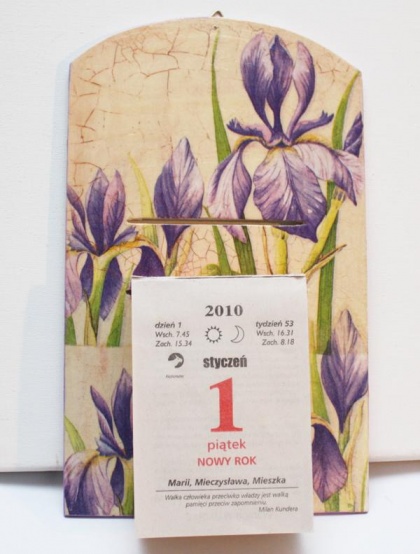 2010
dzień 1
Wsch. 7.45
Zach. 15.34
tydzień 53
Wsch. 16.31
Zach. 8.18
styczeń
1
piątek
NOWY ROK
Marii, Mieczysława, Mieszka
Walka człowieka przeciwko władzy jest walką
pamięci przeciw zapomnieniu.
Milan Kundera